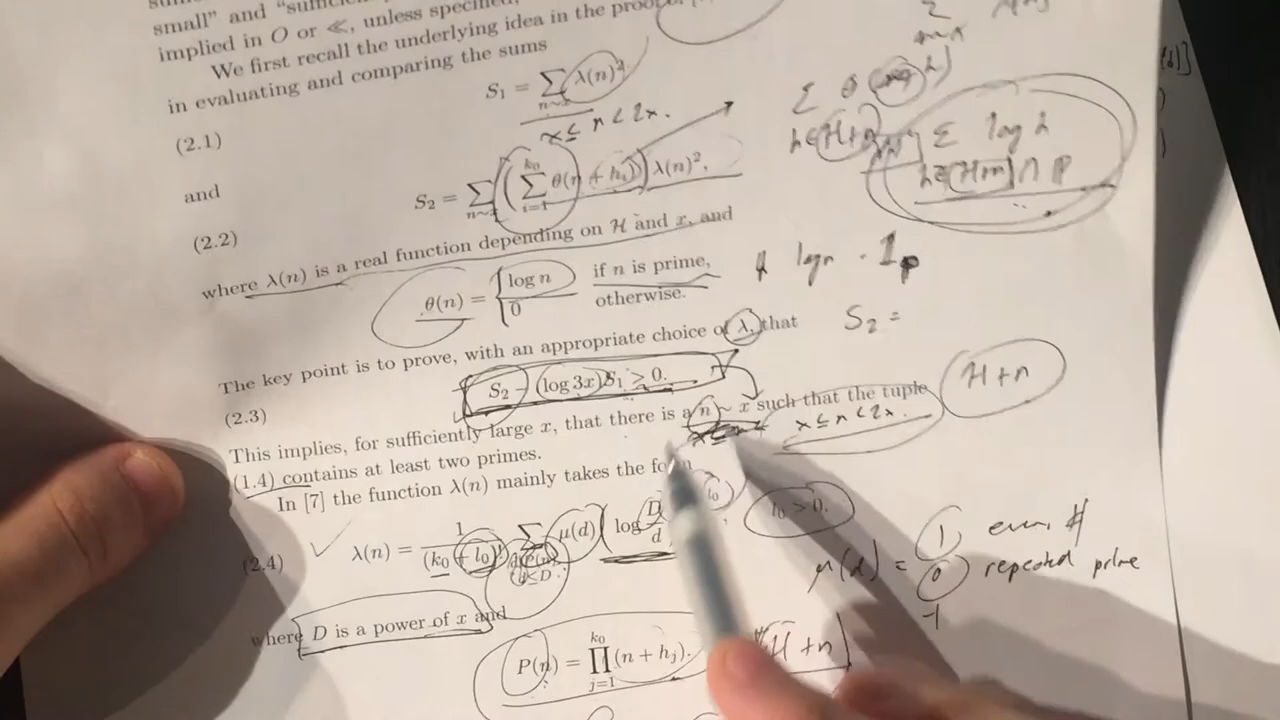 small" and
implied in O or ≪, unless
We first recall the underlying idea in the proof
in evaluating and comparing the sums
(2.1) S₁ = ∑ λ(n)²
x ≤ n < 2x.
and
(2.2) S₂ = ∑ (∑_{i=1}^{k₀} θ(n + hᵢ)) λ(n)²,
∑ log h
h∈(H+n) ∩ P
where λ(n) is a real function depending on H and x, and
θ(n) = { log n if n is prime,
0 otherwise.
log n · 1_P
The key point is to prove, with an appropriate choice of λ, that
S₂ =
(2.3) S₂ − (log 3x)S₁ > 0.
H+n
This implies, for sufficiently large x, that there is a n ∼ x such that the tuple
x ≤ n < 2x.
(1.4) contains at least two primes.
In [7] the function λ(n) mainly takes the
(2.4) λ(n) = 1/(k₀ + l₀)! ∑_{d|P(n), d≤D} μ(d) (log D/d
l₀ > 0.
μ(d) = 1 even #
0 repeated prime
-1
where D is a power of x and
P(n) = ∏_{j=1}^{k₀} (n + hⱼ).
H + n